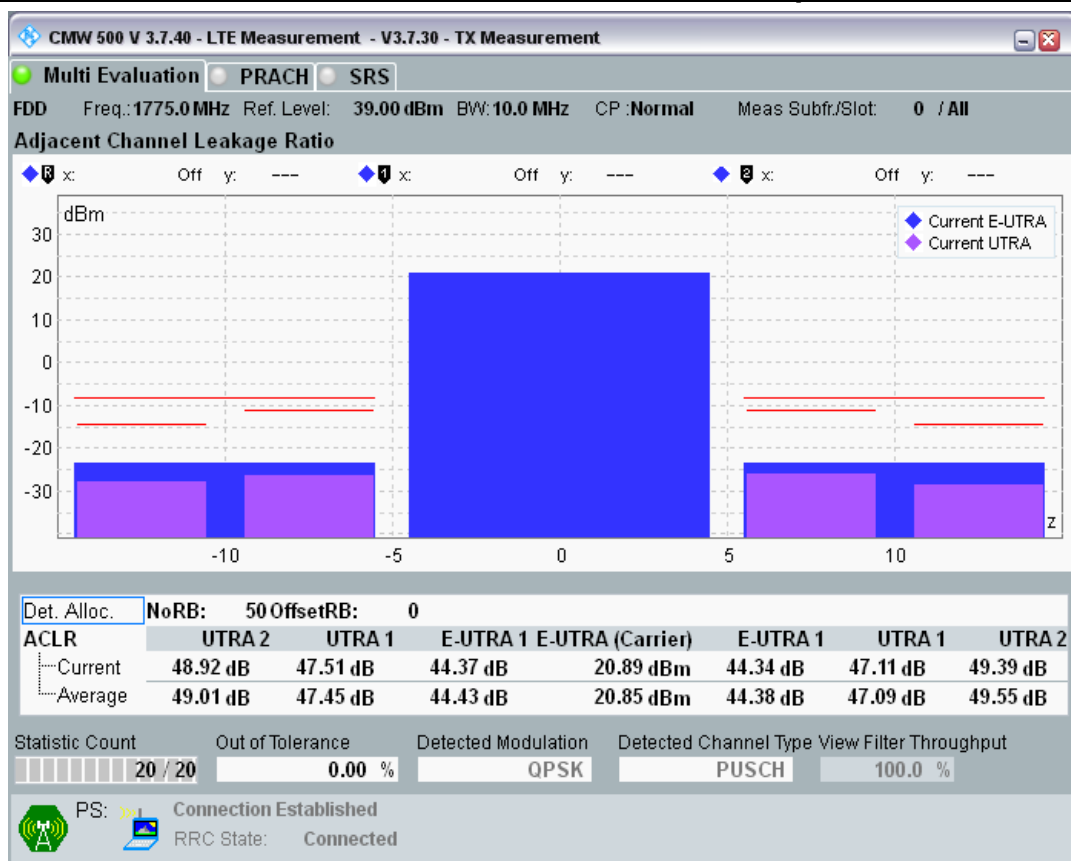 CMW 500 V 3.7.40 - LTE Measurement - V3.7.30 - TX Measurement
Multi Evaluation PRACH SRS
FDD Freq.: 1775.0 MHz Ref. Level: 39.00 dBm BW: 10.0 MHz CP :Normal Meas Subfr./Slot: 0 / All
Adjacent Channel Leakage Ratio
R x: Off y: --- 1 x: Off y: --- 2 x: Off y: ---
dBm
Current E-UTRA
Current UTRA
30
20
10
0
-10
-20
-30
z
-10 -5 0 5 10
Det. Alloc. NoRB: 50 OffsetRB: 0
ACLR UTRA 2 UTRA 1 E-UTRA 1 E-UTRA (Carrier) E-UTRA 1 UTRA 1 UTRA 2
Current 48.92 dB 47.51 dB 44.37 dB 20.89 dBm 44.34 dB 47.11 dB 49.39 dB
Average 49.01 dB 47.45 dB 44.43 dB 20.85 dBm 44.38 dB 47.09 dB 49.55 dB
Statistic Count Out of Tolerance Detected Modulation Detected Channel Type View Filter Throughput
20 / 20 0.00 % QPSK PUSCH 100.0 %
PS: Connection Established
RRC State: Connected